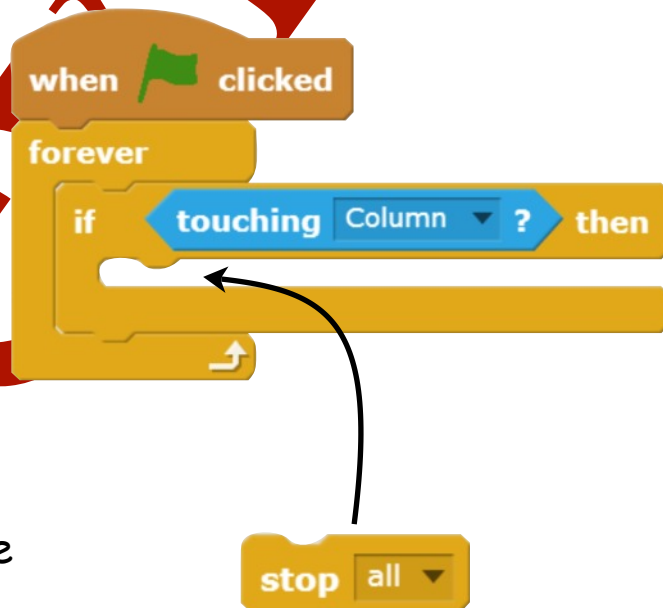 when clicked
forever
if touching Column ? then
e
stop all